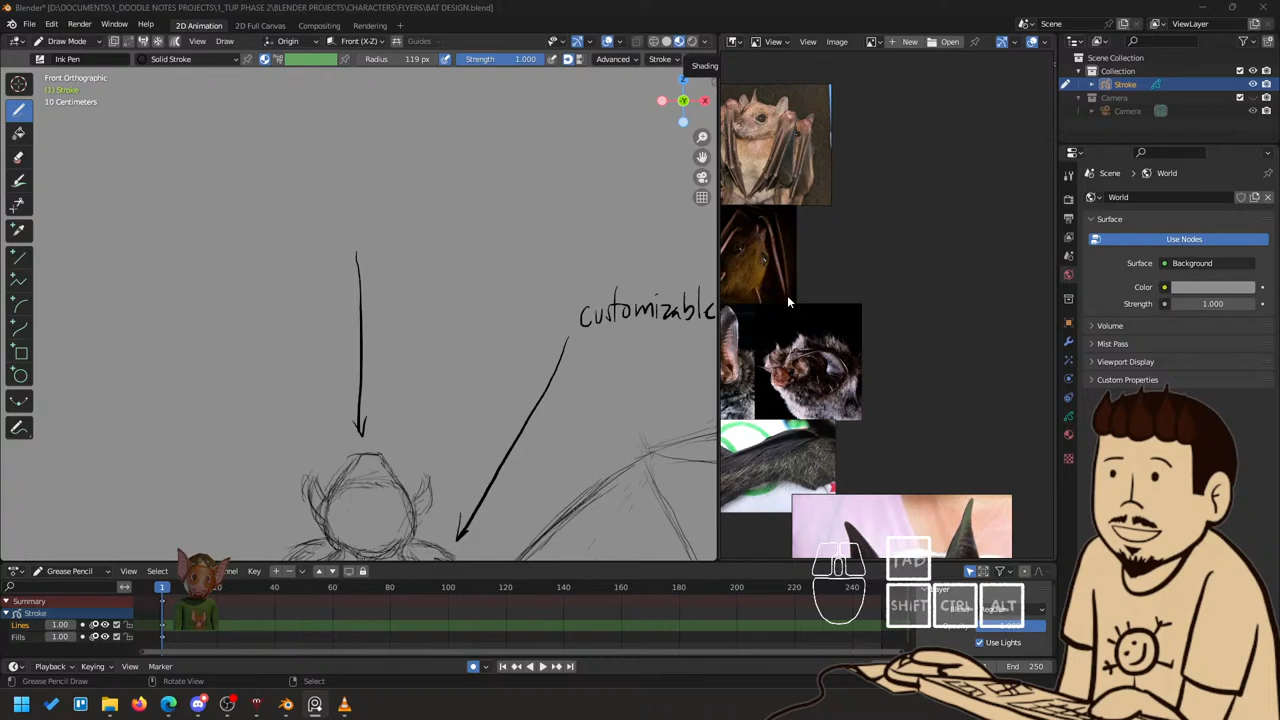 Blender* [D:\DOCUMENTS\1_DOODLE NOTES PROJECTS\1_TUP PHASE 2\BLENDER PROJECTS\CHARACTERS\FLYERS\BAT DESIGN.blend]
File Edit Render Window Help 2D Animation 2D Full Canvas Compositing Rendering Scene ViewLayer
Draw Mode View Draw Origin Front (X-Z) Guides View View Image New Open
Ink Pen Solid Stroke Radius 119 px Strength 1.000 Advanced Stroke Shading
Front Orthographic
(1) Stroke
10 Centimeters
Z
Y X
customizable
Scene Collection
Collection
Stroke
Camera
Camera
Scene World
World
Surface
Use Nodes
Surface Background
Color
Strength 1.000
Volume
Mist Pass
Viewport Display
Custom Properties
Grease Pencil View Select Key
1 20 40 60 80 100 120 140 160 180 200 220 240
Summary
Stroke
Lines 1.00
Fills 1.00
Layer
Blend Regular
Use Lights
SHIFT CTRL ALT
Playback Keying View Marker End 250
Grease Pencil Draw Rotate View Select